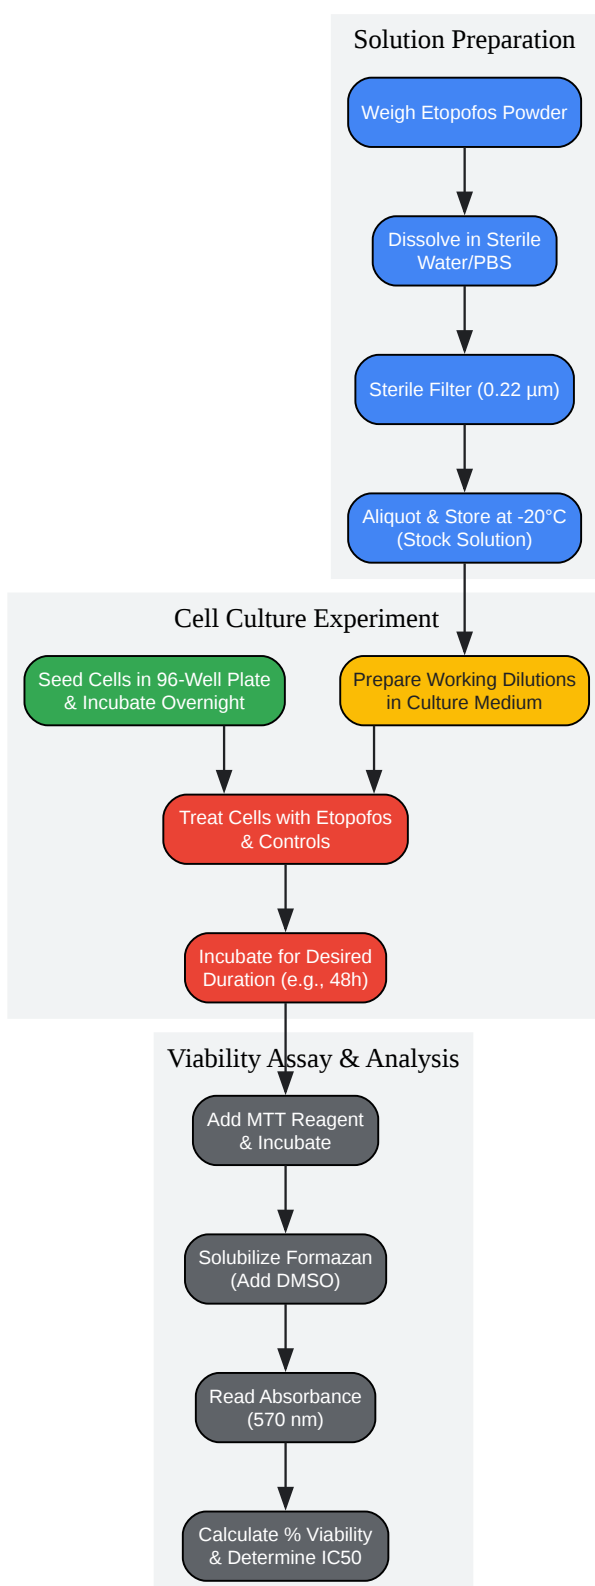 Solution Preparation
Weigh Etopofos Powder
Dissolve in Sterile
Water/PBS
Sterile Filter (0.22 µm)
Aliquot & Store at -20°C
(Stock Solution)
Cell Culture Experiment
Seed Cells in 96-Well Plate
& Incubate Overnight
Prepare Working Dilutions
in Culture Medium
Treat Cells with Etopofos
& Controls
Incubate for Desired
Duration (e.g., 48h)
Viability Assay & Analysis
Add MTT Reagent
& Incubate
Solubilize Formazan
(Add DMSO)
Read Absorbance
(570 nm)
Calculate % Viability
& Determine IC50